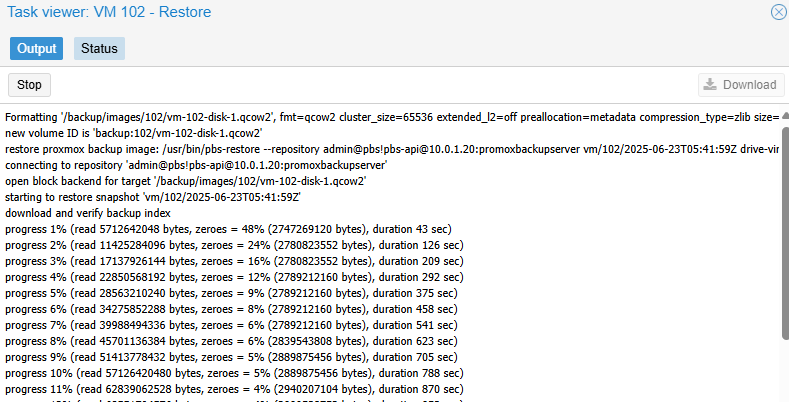 Task viewer: VM 102 - Restore
Output Status
Stop Download
Formatting '/backup/images/102/vm-102-disk-1.qcow2', fmt=qcow2 cluster_size=65536 extended_l2=off preallocation=metadata compression_type=zlib size=
new volume ID is 'backup:102/vm-102-disk-1.qcow2'
restore proxmox backup image: /usr/bin/pbs-restore --repository admin@pbs!pbs-api@10.0.1.20:promoxbackupserver vm/102/2025-06-23T05:41:59Z drive-vir
connecting to repository 'admin@pbs!pbs-api@10.0.1.20:promoxbackupserver'
open block backend for target '/backup/images/102/vm-102-disk-1.qcow2'
starting to restore snapshot 'vm/102/2025-06-23T05:41:59Z'
download and verify backup index
progress 1% (read 5712642048 bytes, zeroes = 48% (2747269120 bytes), duration 43 sec)
progress 2% (read 11425284096 bytes, zeroes = 24% (2780823552 bytes), duration 126 sec)
progress 3% (read 17137926144 bytes, zeroes = 16% (2780823552 bytes), duration 209 sec)
progress 4% (read 22850568192 bytes, zeroes = 12% (2789212160 bytes), duration 292 sec)
progress 5% (read 28563210240 bytes, zeroes = 9% (2789212160 bytes), duration 375 sec)
progress 6% (read 34275852288 bytes, zeroes = 8% (2789212160 bytes), duration 458 sec)
progress 7% (read 39988494336 bytes, zeroes = 6% (2789212160 bytes), duration 541 sec)
progress 8% (read 45701136384 bytes, zeroes = 6% (2839543808 bytes), duration 623 sec)
progress 9% (read 51413778432 bytes, zeroes = 5% (2889875456 bytes), duration 705 sec)
progress 10% (read 57126420480 bytes, zeroes = 5% (2889875456 bytes), duration 788 sec)
progress 11% (read 62839062528 bytes, zeroes = 4% (2940207104 bytes), duration 870 sec)